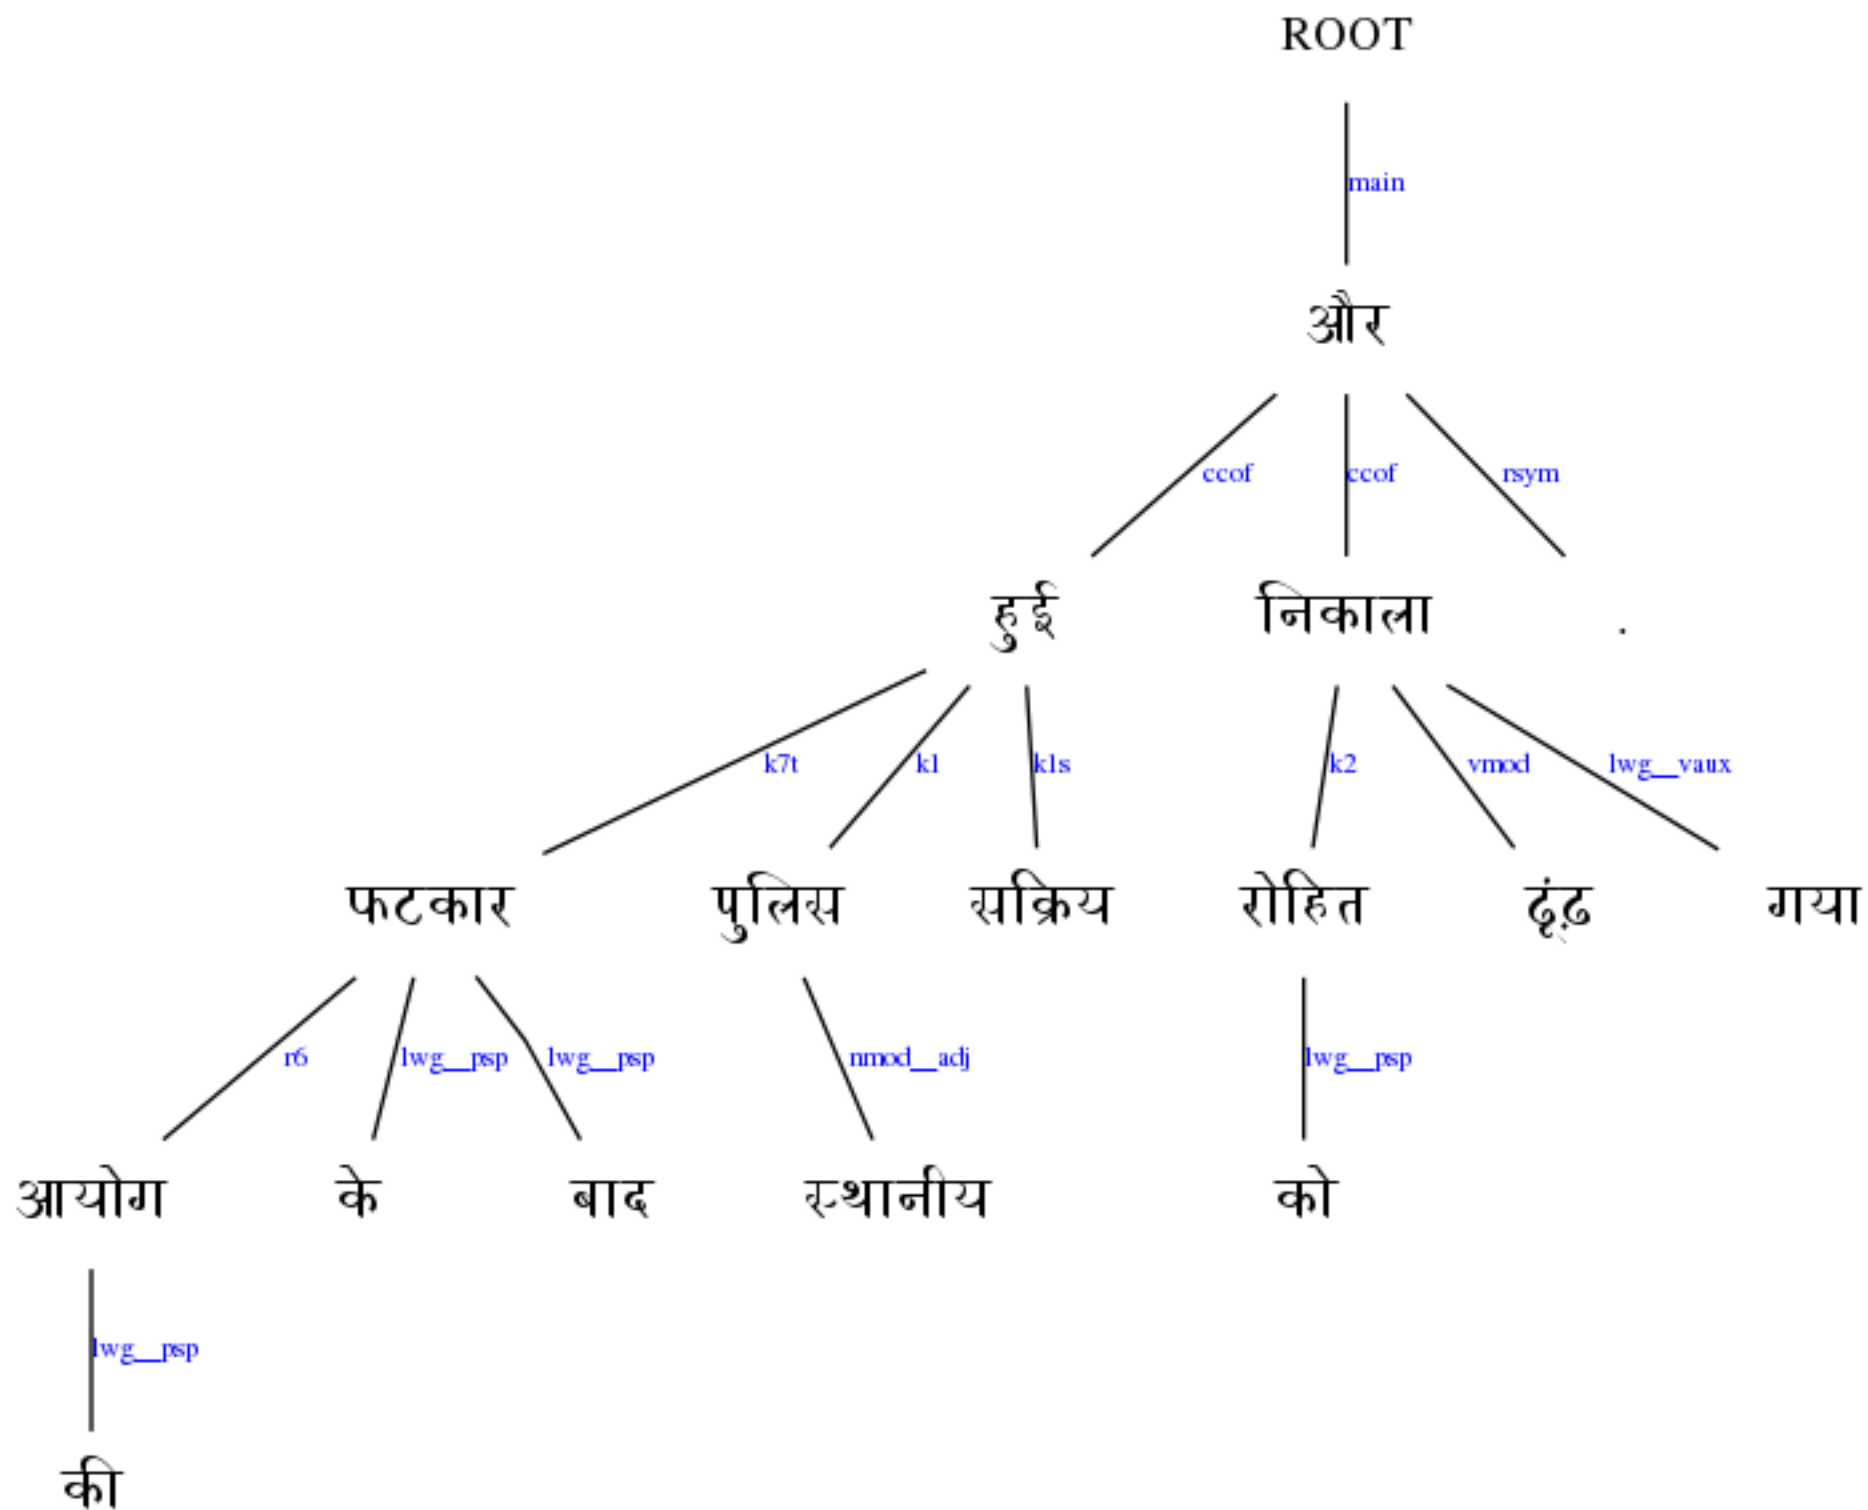 ROOT
main
और
ccof ccof rsym
हुई निकाला .
k7t k1 k1s k2 vmod lwg__vaux
फटकार पुलिस सक्रिय रोहित ढूंढ़ गया
r6 lwg__psp lwg__psp nmod__adj lwg__psp
आयोग के बाद स्थानीय को
lwg__psp
की